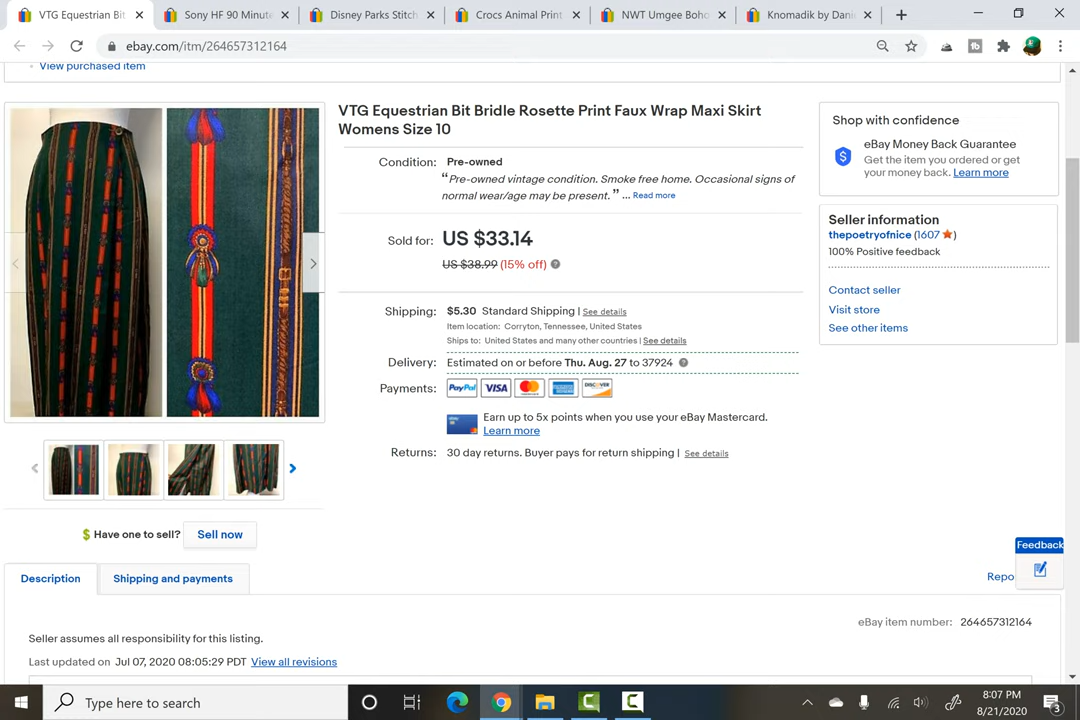 VTG Equestrian Bit
Sony HF 90 Minute
Disney Parks Stitch
Crocs Animal Print
NWT Umgee Boho
Knomadik by Dani
ebay.com/itm/264657312164
View purchased item
VTG Equestrian Bit Bridle Rosette Print Faux Wrap Maxi Skirt
Womens Size 10
Condition: Pre-owned
“Pre-owned vintage condition. Smoke free home. Occasional signs of
normal wear/age may be present.” ... Read more
Sold for: US $33.14
US $38.99 (15% off)
Shipping: $5.30 Standard Shipping | See details
Item location: Corryton, Tennessee, United States
Ships to: United States and many other countries | See details
Delivery: Estimated on or before Thu. Aug. 27 to 37924
Payments: PayPal VISA
Earn up to 5x points when you use your eBay Mastercard.
Learn more
Returns: 30 day returns. Buyer pays for return shipping | See details
Shop with confidence
eBay Money Back Guarantee
Get the item you ordered or get
your money back. Learn more
Seller information
thepoetryofnice (1607 )
100% Positive feedback
Contact seller
Visit store
See other items
Have one to sell? Sell now
Feedback
Repo
Description
Shipping and payments
eBay item number: 264657312164
Seller assumes all responsibility for this listing.
Last updated on Jul 07, 2020 08:05:29 PDT View all revisions
Type here to search
8:07 PM
8/21/2020
3